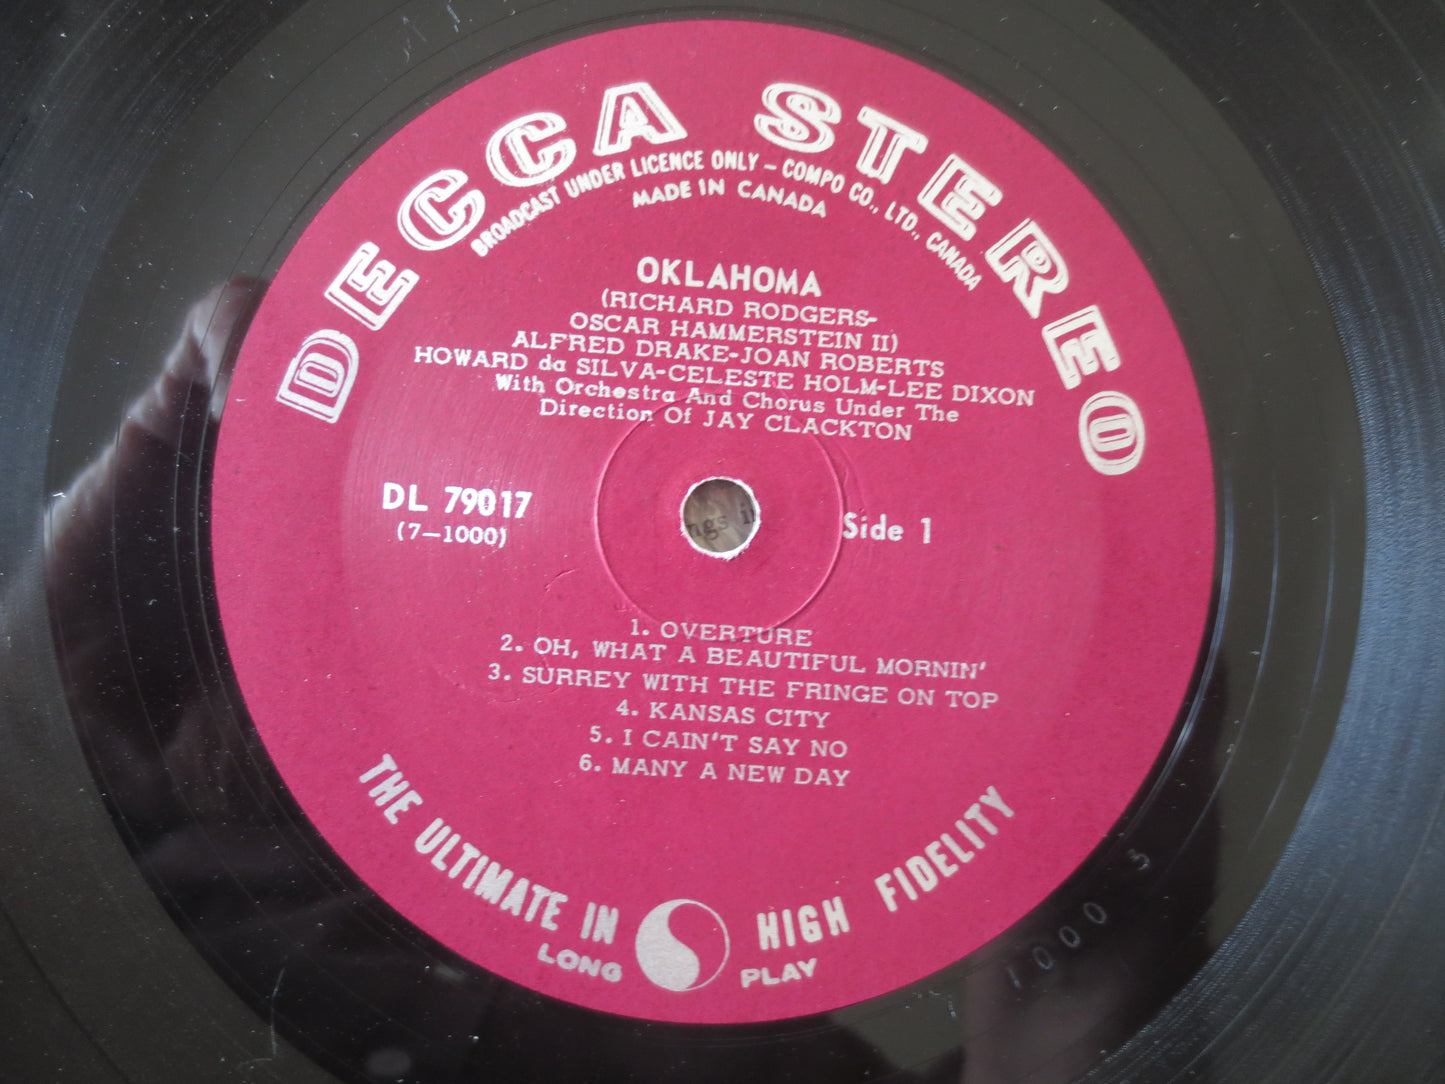 DECCA STEREO
BROADCAST UNDER LICENCE ONLY – COMPO CO., LTD., CANADA
MADE IN CANADA
OKLAHOMA
(RICHARD RODGERS-
OSCAR HAMMERSTEIN II)
ALFRED DRAKE-JOAN ROBERTS
HOWARD da SILVA-CELESTE HOLM-LEE DIXON
With Orchestra And Chorus Under The
Direction Of JAY CLACKTON
DL 79017
(7–1000)
Side 1
ngs i
1. OVERTURE
2. OH, WHAT A BEAUTIFUL MORNIN'
3. SURREY WITH THE FRINGE ON TOP
4. KANSAS CITY
5. I CAIN'T SAY NO
6. MANY A NEW DAY
THE ULTIMATE IN HIGH FIDELITY
LONG PLAY
1000 3